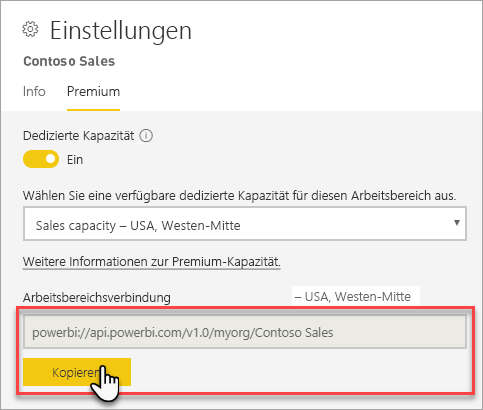 Einstellungen
Contoso Sales
Info Premium
Dedizierte Kapazität
Ein
Wählen Sie eine verfügbare dedizierte Kapazität für diesen Arbeitsbereich aus.
Sales capacity – USA, Westen-Mitte
Weitere Informationen zur Premium-Kapazität.
Arbeitsbereichsverbindung – USA, Westen-Mitte
powerbi://api.powerbi.com/v1.0/myorg/Contoso Sales
Kopieren